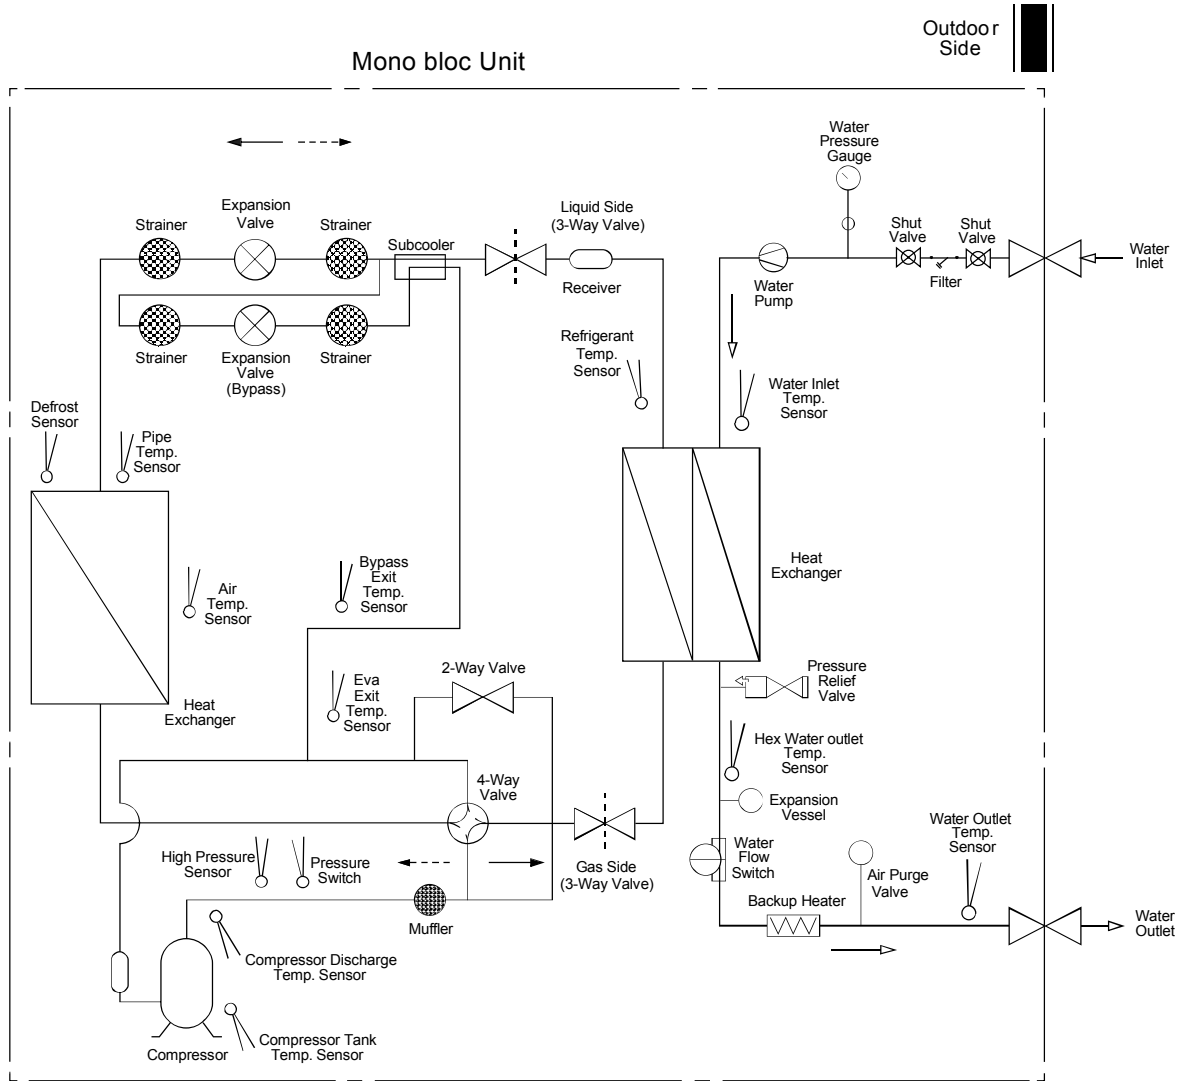 Outdoor
Side
Mono bloc Unit
Water
Pressure
Gauge
Expansion
Valve
Strainer
Strainer
Subcooler
Liquid Side
(3-Way Valve)
Receiver
Shut
Valve
Shut
Valve
Filter
Water
Pump
Water
Inlet
Strainer
Expansion
Valve
(Bypass)
Strainer
Refrigerant
Temp.
Sensor
Water Inlet
Temp.
Sensor
Defrost
Sensor
Pipe
Temp.
Sensor
Air
Temp.
Sensor
Bypass
Exit
Temp.
Sensor
Heat
Exchanger
Eva
Exit
Temp.
Sensor
2-Way Valve
Heat
Exchanger
Pressure
Relief
Valve
Hex Water outlet
Temp.
Sensor
4-Way
Valve
Expansion
Vessel
High Pressure
Sensor
Pressure
Switch
Gas Side
(3-Way Valve)
Water
Flow
Switch
Air Purge
Valve
Water Outlet
Temp.
Sensor
Muffler
Backup Heater
Water
Outlet
Compressor Discharge
Temp. Sensor
Compressor
Compressor Tank
Temp. Sensor